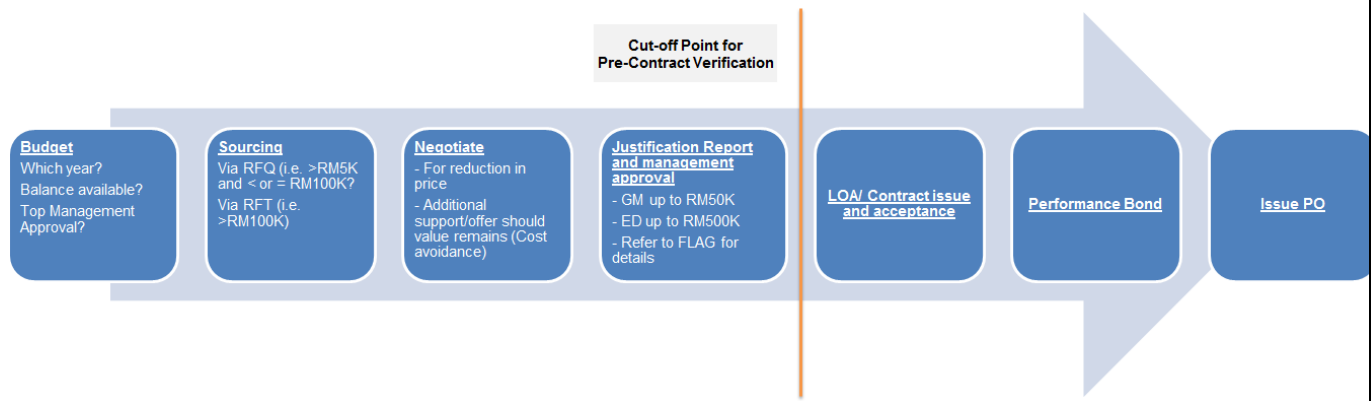 Cut-off Point for
Pre-Contract Verification
Budget
Which year?
Balance available?
Top Management
Approval?
Sourcing
Via RFQ (i.e. >RM5K
and < or = RM100K?
Via RFT (i.e.
>RM100K)
Negotiate
- For reduction in
price
- Additional
support/offer should
value remains (Cost
avoidance)
Justification Report
and management
approval
- GM up to RM50K
- ED up to RM500K
- Refer to FLAG for
details
LOA/ Contract issue
and acceptance
Performance Bond
Issue PO